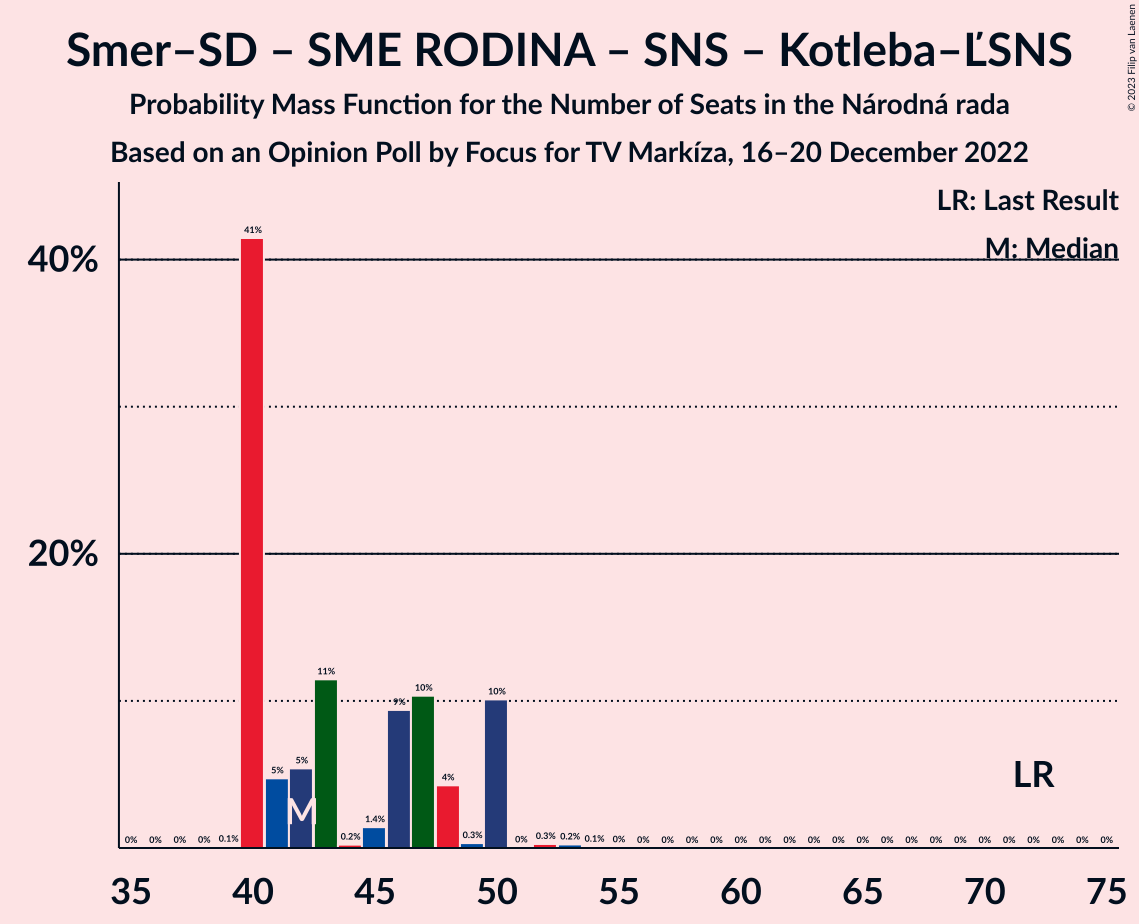 Smer–SD – SME RODINA – SNS – Kotleba–ĽSNS
Probability Mass Function for the Number of Seats in the Národná rada
Based on an Opinion Poll by Focus for TV Markíza, 16–20 December 2022
© 2023 Filip van Laenen
LR: Last Result
M: Median
40%
20%
0% 0% 0% 0% 0.1% 41% 5% 5% 11% 0.2% 1.4% 9% 10% 4% 0.3% 10% 0% 0.3% 0.2% 0.1% 0% 0% 0% 0% 0% 0% 0% 0% 0% 0% 0% 0% 0% 0% 0% 0% 0% 0% 0% 0% 0%
M
LR
35 40 45 50 55 60 65 70 75